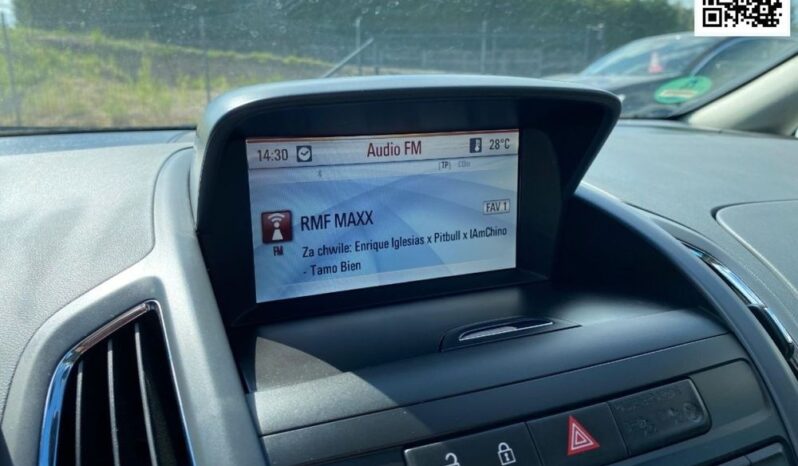 14:30 Audio FM 28°C
[TP]
FAV 1
RMF MAXX
FM
Za chwile: Enrique Iglesias x Pitbull x IAmChino
- Tamo Bien